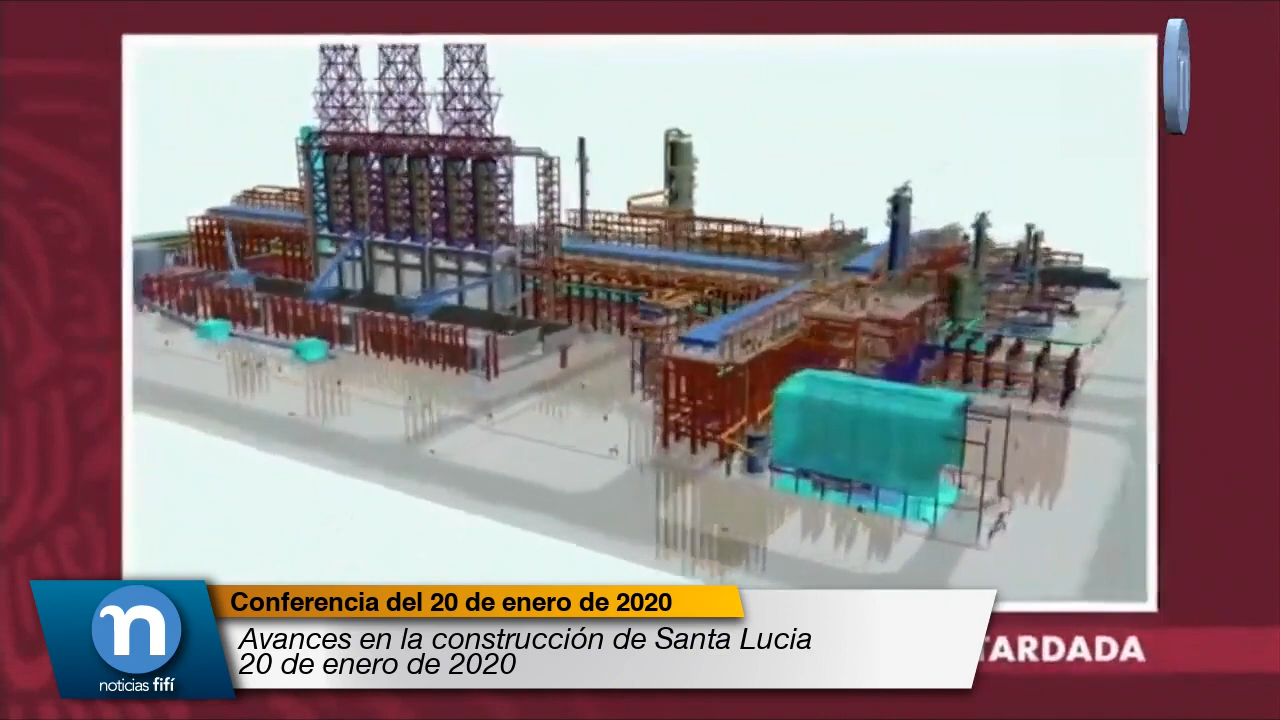 Conferencia del 20 de enero de 2020
Avances en la construcción de Santa Lucia
20 de enero de 2020
TARDADA
n
noticias fifí